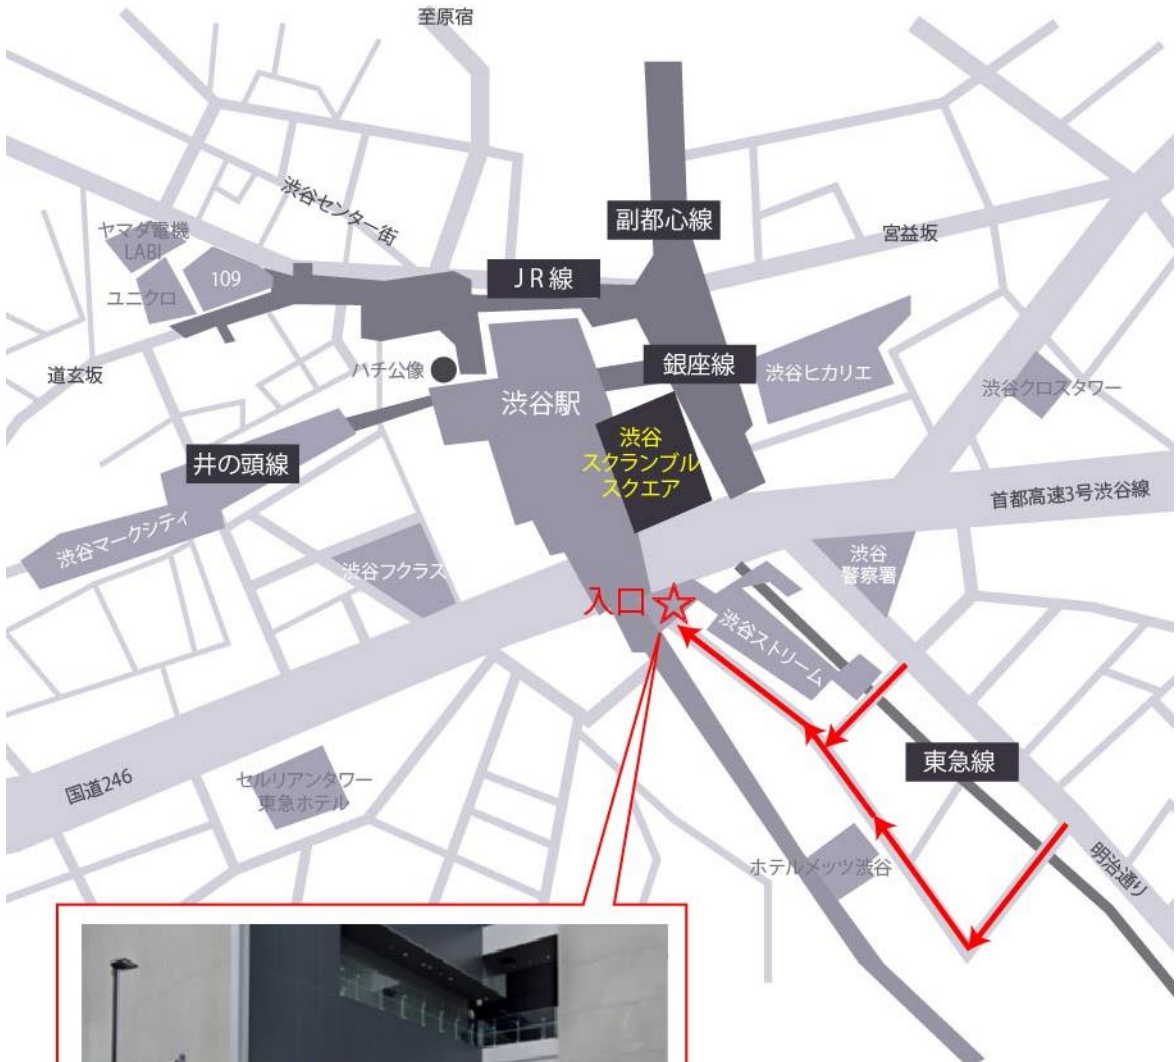 至原宿
渋谷センター街
副都心線
宮益坂
ヤマダ電機
LABI
109
JR線
ユニクロ
道玄坂
ハチ公像
渋谷駅
銀座線
渋谷ヒカリエ
渋谷クロスタワー
渋谷
スクランブル
スクエア
井の頭線
首都高速3号渋谷線
渋谷マークシティ
渋谷フクラス
渋谷
警察署
入口
渋谷ストリーム
東急線
国道246
セルリアンタワー
東急ホテル
ホテルメッツ渋谷
明治通り